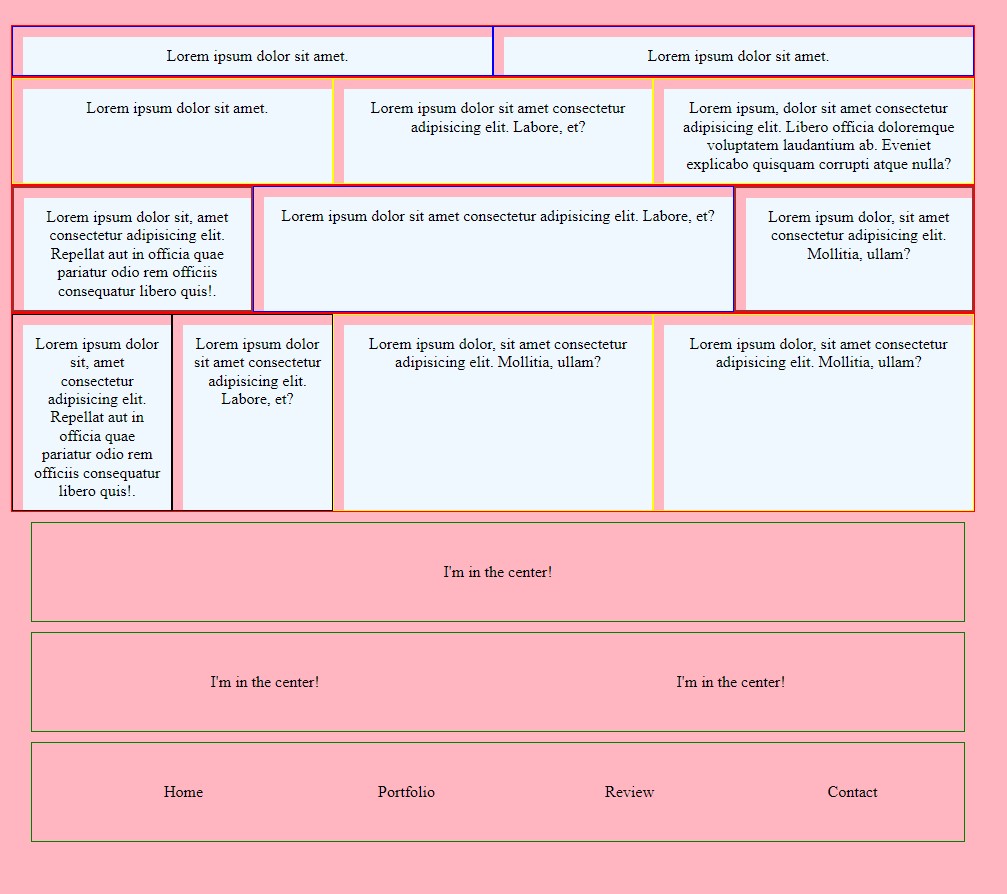 Lorem ipsum dolor sit amet.
Lorem ipsum dolor sit amet.
Lorem ipsum dolor sit amet.
Lorem ipsum dolor sit amet consectetur
adipisicing elit. Labore, et?
Lorem ipsum, dolor sit amet consectetur
adipisicing elit. Libero officia doloremque
voluptatem laudantium ab. Eveniet
explicabo quisquam corrupti atque nulla?
Lorem ipsum dolor sit, amet
consectetur adipisicing elit.
Repellat aut in officia quae
pariatur odio rem officiis
consequatur libero quis!.
Lorem ipsum dolor sit amet consectetur adipisicing elit. Labore, et?
Lorem ipsum dolor, sit amet
consectetur adipisicing elit.
Mollitia, ullam?
Lorem ipsum dolor
sit, amet
consectetur
adipisicing elit.
Repellat aut in
officia quae
pariatur odio rem
officiis consequatur
libero quis!.
Lorem ipsum dolor
sit amet consectetur
adipisicing elit.
Labore, et?
Lorem ipsum dolor, sit amet consectetur
adipisicing elit. Mollitia, ullam?
Lorem ipsum dolor, sit amet consectetur
adipisicing elit. Mollitia, ullam?
I'm in the center!
I'm in the center!
I'm in the center!
Home
Portfolio
Review
Contact